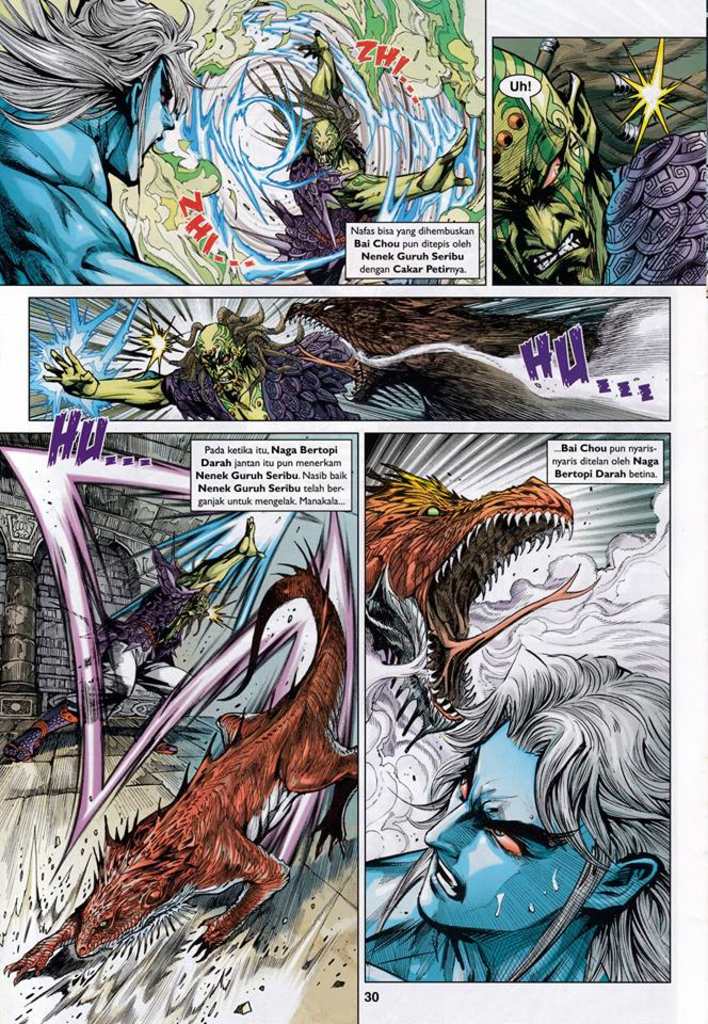 ZHI...
ZHI...
Nafas bisa yang dihembuskan
Bai Chou pun ditepis oleh
Nenek Guruh Seribu
dengan Cakar Petirnya.
Uh!
HU...
HU...
Pada ketika itu, Naga Bertopi
Darah jantan itu pun menerkam
Nenek Guruh Seribu. Nasib baik
Nenek Guruh Seribu telah ber-
ganjak untuk mengelak. Manakala...
...Bai Chou pun nyaris-
nyaris ditelan oleh Naga
Bertopi Darah betina.
30